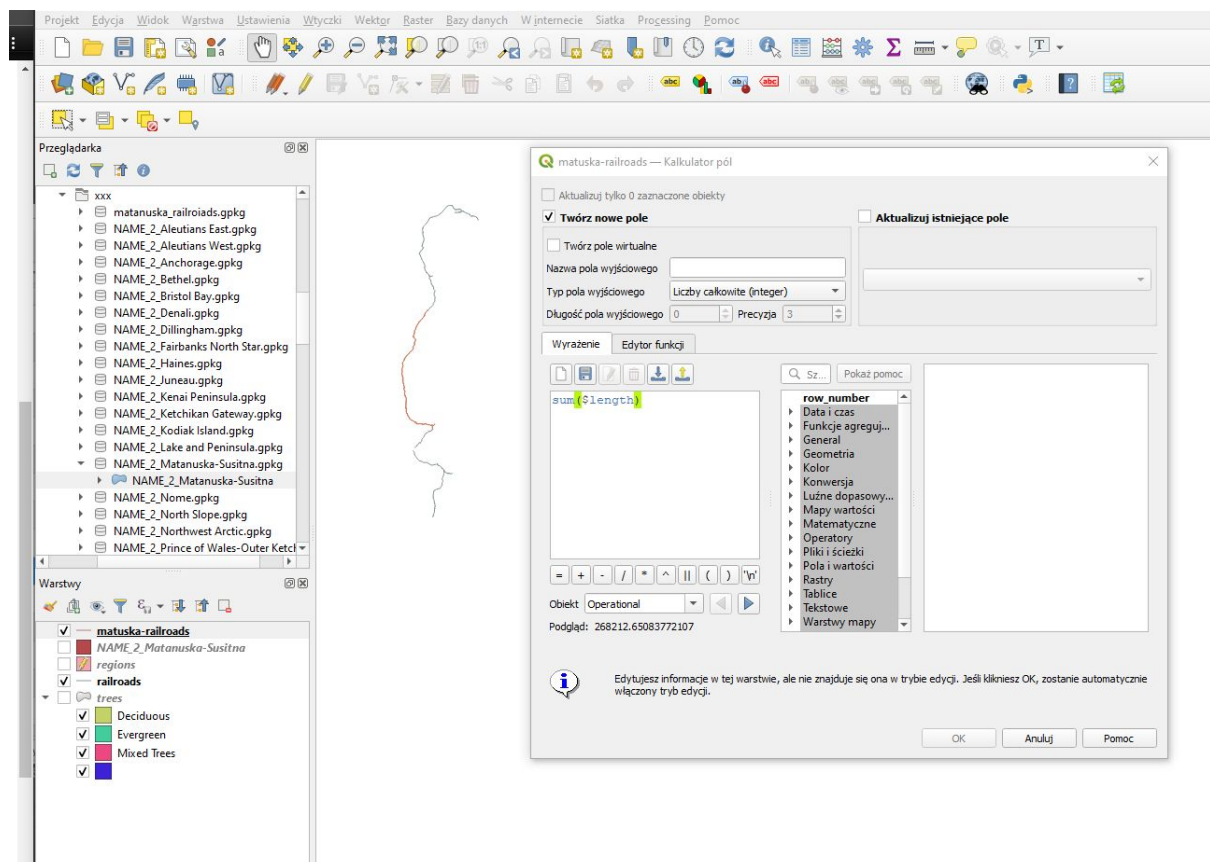 Projekt Edycja Widok Warstwa Ustawienia Wtyczki Wektor Raster Bazy danych W internecie Siatka Processing Pomoc
Przeglądarka
xxx
matanuska_railroiads.gpkg
NAME_2_Aleutians East.gpkg
NAME_2_Aleutians West.gpkg
NAME_2_Anchorage.gpkg
NAME_2_Bethel.gpkg
NAME_2_Bristol Bay.gpkg
NAME_2_Denali.gpkg
NAME_2_Dillingham.gpkg
NAME_2_Fairbanks North Star.gpkg
NAME_2_Haines.gpkg
NAME_2_Juneau.gpkg
NAME_2_Kenai Peninsula.gpkg
NAME_2_Ketchikan Gateway.gpkg
NAME_2_Kodiak Island.gpkg
NAME_2_Lake and Peninsula.gpkg
NAME_2_Matanuska-Susitna.gpkg
NAME_2_Matanuska-Susitna
NAME_2_Nome.gpkg
NAME_2_North Slope.gpkg
NAME_2_Northwest Arctic.gpkg
NAME_2_Prince of Wales-Outer Ketcl
Warstwy
matuska-railroads
NAME_2_Matanuska-Susitna
regions
railroads
trees
Deciduous
Evergreen
Mixed Trees
matuska-railroads — Kalkulator pól
Aktualizuj tylko 0 zaznaczone obiekty
Twórz nowe pole
Aktualizuj istniejące pole
Twórz pole wirtualne
Nazwa pola wyjściowego
Typ pola wyjściowego Liczby całkowite (integer)
Długość pola wyjściowego 0 Precyzja 3
Wyrażenie Edytor funkcji
Sz... Pokaż pomoc
sum($length)
row_number
Data i czas
Funkcje agreguj...
General
Geometria
Kolor
Konwersja
Luźne dopasowy...
Mapy wartości
Matematyczne
Operatory
Pliki i ścieżki
Pola i wartości
Rastry
Tablice
Tekstowe
Warstwy mapy
= + - / * ^ || ( ) '\n'
Obiekt Operational
Podgląd: 268212.65083772107
Edytujesz informacje w tej warstwie, ale nie znajduje się ona w trybie edycji. Jeśli klikniesz OK, zostanie automatycznie
włączony tryb edycji.
OK Anuluj Pomoc